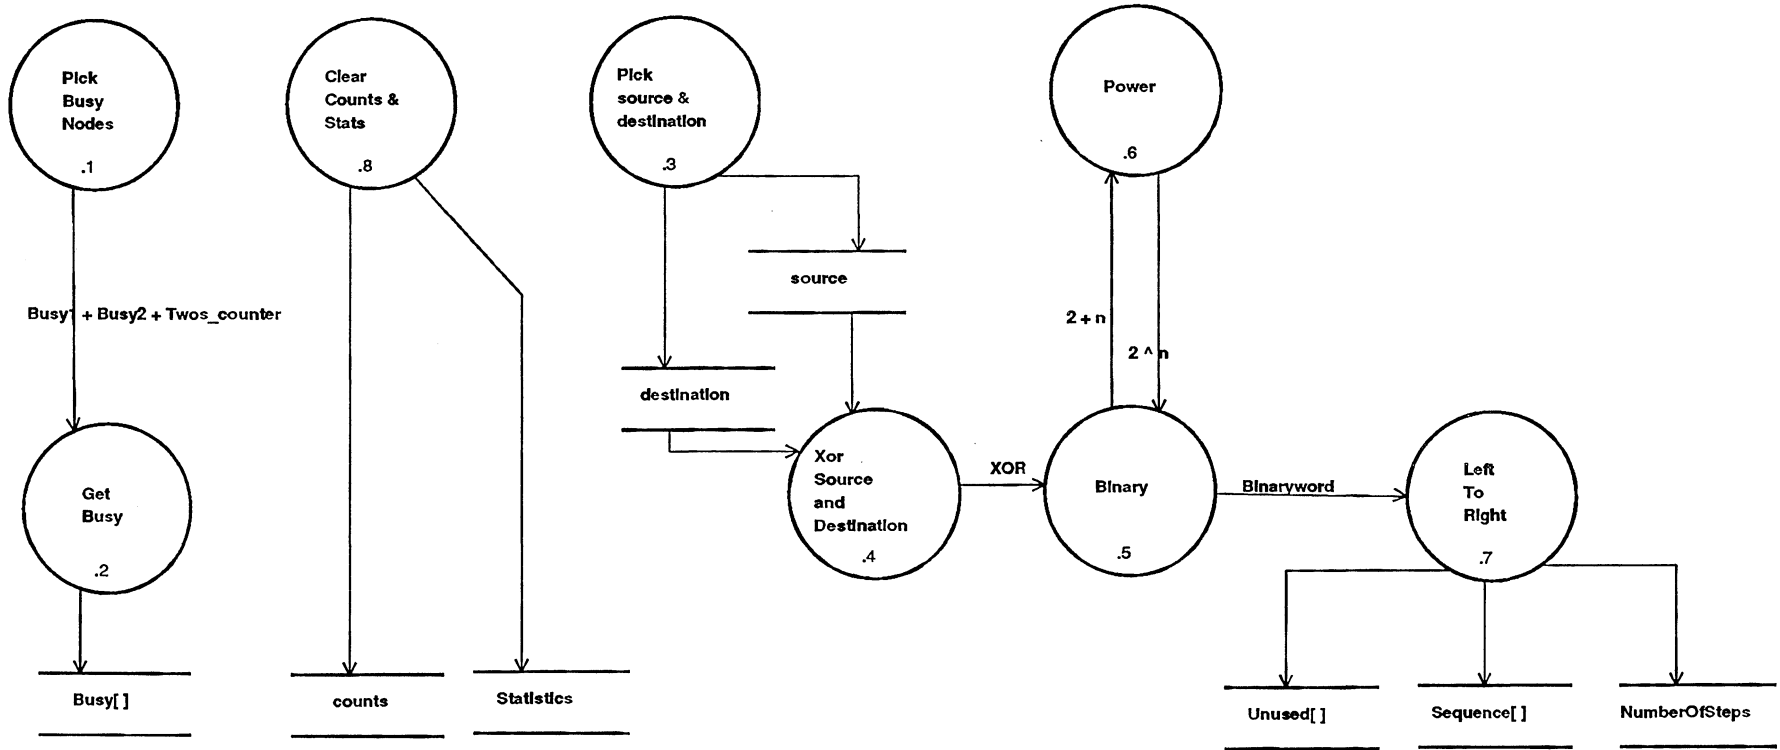 Pick
Busy
Nodes
.1
Clear
Counts &
Stats
.8
Pick
source &
destination
.3
Power
.6
source
Busy1 + Busy2 + Twos_counter
2 + n
2 ^ n
destination
Xor
Source
and
Destination
.4
XOR
Binary
.5
Binaryword
Left
To
Right
.7
Get
Busy
.2
Busy[ ]
counts
Statistics
Unused[ ]
Sequence[ ]
NumberOfSteps